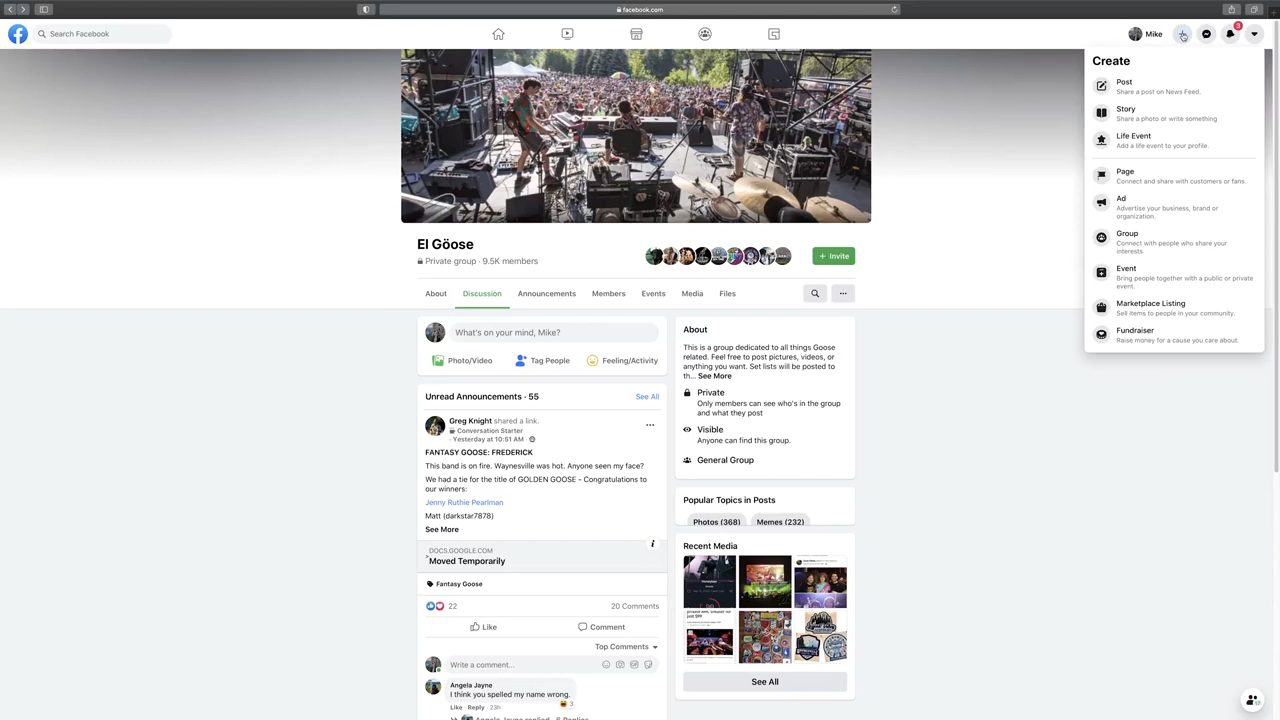 facebook.com
Search Facebook
Mike
3
Create
Post
Share a post on News Feed.
Story
Share a photo or write something
Life Event
Add a life event to your profile.
Page
Connect and share with customers or fans.
Ad
Advertise your business, brand or
organization.
Group
Connect with people who share your
interests.
Event
Bring people together with a public or private
event.
Marketplace Listing
Sell items to people in your community.
Fundraiser
Raise money for a cause you care about.
El Göose
Private group · 9.5K members
+ Invite
About
Discussion
Announcements
Members
Events
Media
Files
What's on your mind, Mike?
Photo/Video
Tag People
Feeling/Activity
Unread Announcements · 55
See All
Greg Knight shared a link.
Conversation Starter
· Yesterday at 10:51 AM ·
FANTASY GOOSE: FREDERICK
This band is on fire. Waynesville was hot. Anyone seen my face?
We had a tie for the title of GOLDEN GOOSE - Congratulations to
our winners:
Jenny Ruthie Pearlman
Matt (darkstar7878)
See More
DOCS.GOOGLE.COM
Moved Temporarily
Fantasy Goose
22
20 Comments
Like
Comment
Top Comments
Write a comment...
Angela Jayne
I think you spelled my name wrong.
3
Like · Reply · 23h
Angela Jayne replied · 6 Replies
About
This is a group dedicated to all things Goose
related. Feel free to post pictures, videos, or
anything you want. Set lists will be posted to
th... See More
Private
Only members can see who's in the group
and what they post
Visible
Anyone can find this group.
General Group
Popular Topics in Posts
Photos (368)
Memes (232)
Recent Media
just $99
See All